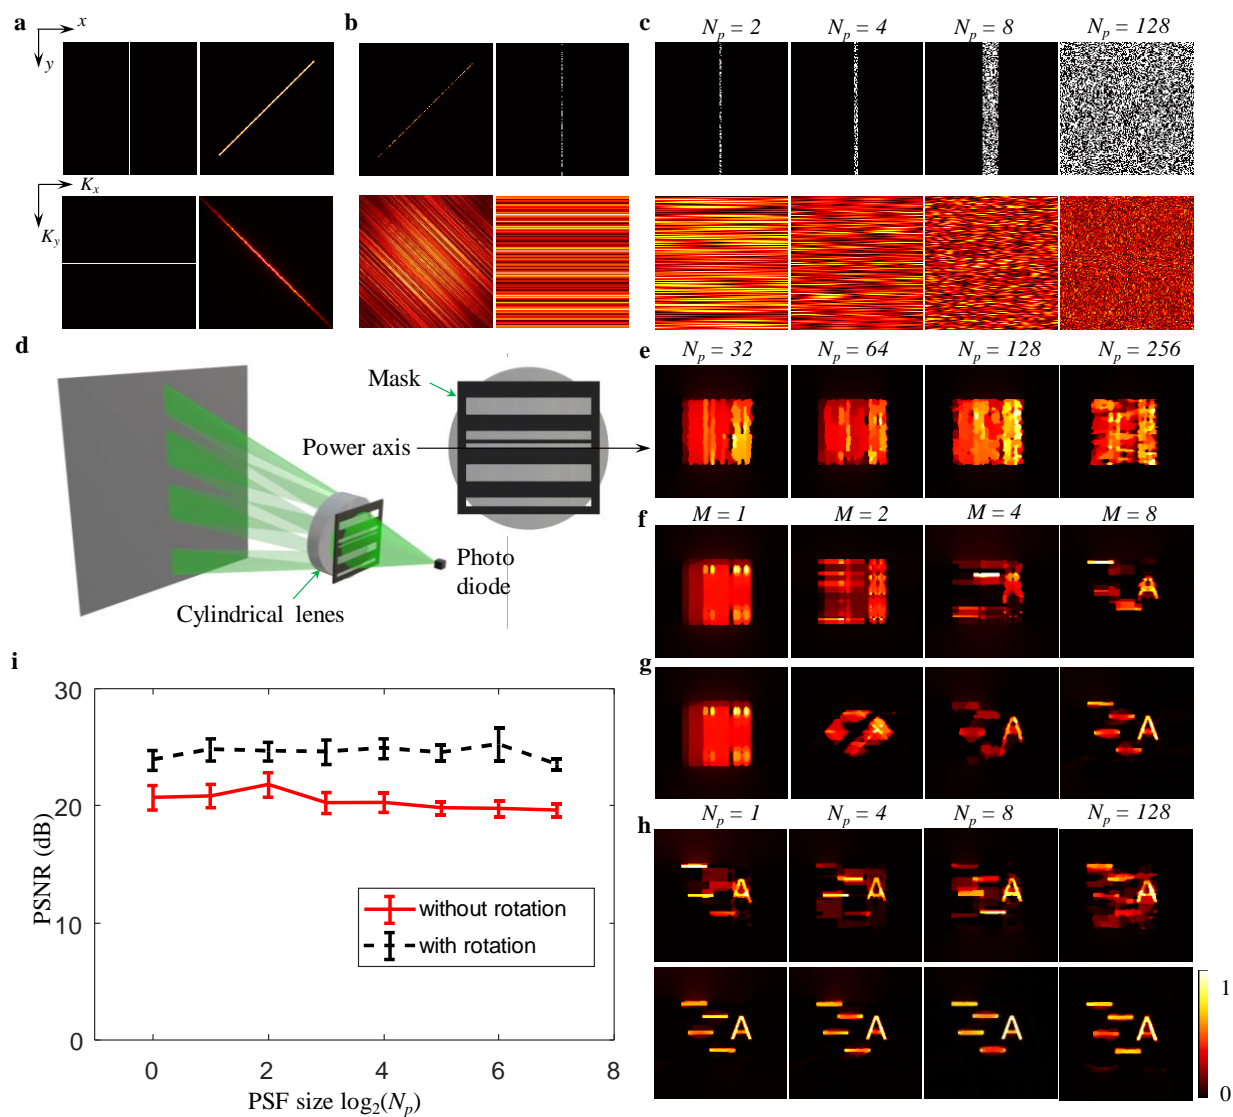 a
x
y
b
c
N_p = 2
N_p = 4
N_p = 8
N_p = 128
K_x
K_y
d
Mask
Power axis
Photo
diode
Cylindrical lenes
e
N_p = 32
N_p = 64
N_p = 128
N_p = 256
f
M = 1
M = 2
M = 4
M = 8
g
h
N_p = 1
N_p = 4
N_p = 8
N_p = 128
1
0
i
30
20
10
0
PSNR (dB)
without rotation
with rotation
0
2
4
6
8
PSF size log₂(N_p)
A
A
A
A
A
A
A
A
A
A
A